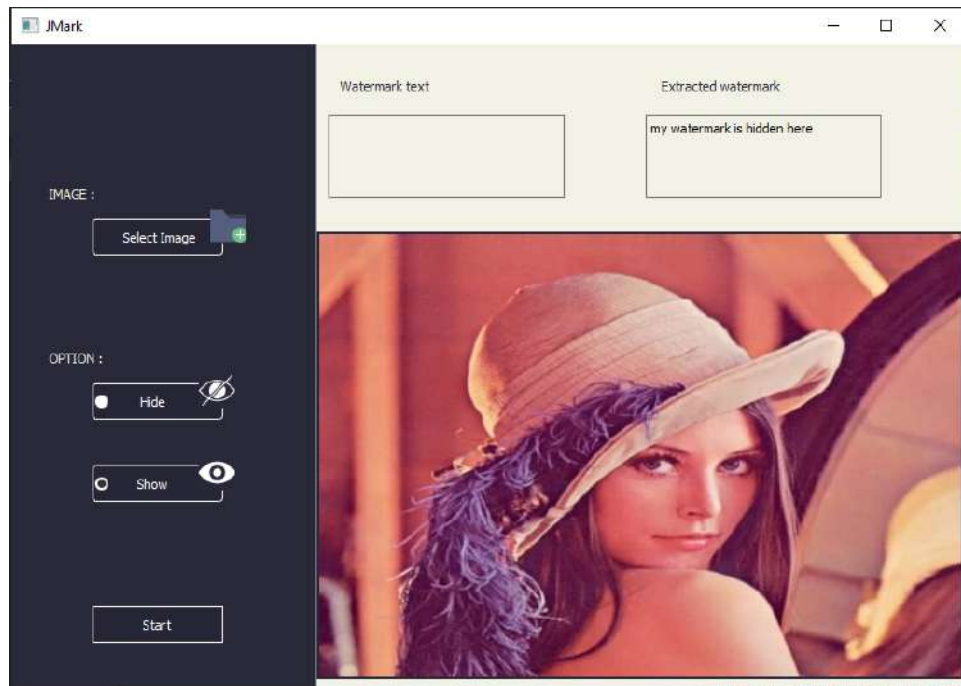 JMark
Watermark text
Extracted watermark
my watermark is hidden here
IMAGE :
Select Image
OPTION :
Hide
Show
Start